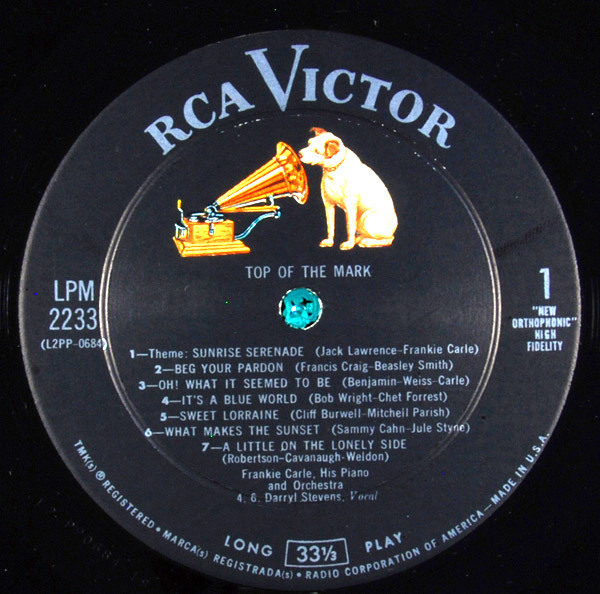 RCA VICTOR
TOP OF THE MARK
LPM
2233
(L2PP-0684)
1
"NEW
ORTHOPHONIC"
HIGH
FIDELITY
1—Theme: SUNRISE SERENADE (Jack Lawrence-Frankie Carle)
2—BEG YOUR PARDON (Francis Craig-Beasley Smith)
3—OH! WHAT IT SEEMED TO BE (Benjamin-Weiss-Carle)
4—IT'S A BLUE WORLD (Bob Wright-Chet Forrest)
5—SWEET LORRAINE (Cliff Burwell-Mitchell Parish)
6—WHAT MAKES THE SUNSET (Sammy Cahn-Jule Styne)
7—A LITTLE ON THE LONELY SIDE
(Robertson-Cavanaugh-Weldon)
Frankie Carle, His Piano
and Orchestra
4, 6. Darryl Stevens, Vocal
LONG 33⅓ PLAY
TMK(s) ® REGISTERED • MARCA(s) REGISTRADA(s) • RADIO CORPORATION OF AMERICA—MADE IN U.S.A.